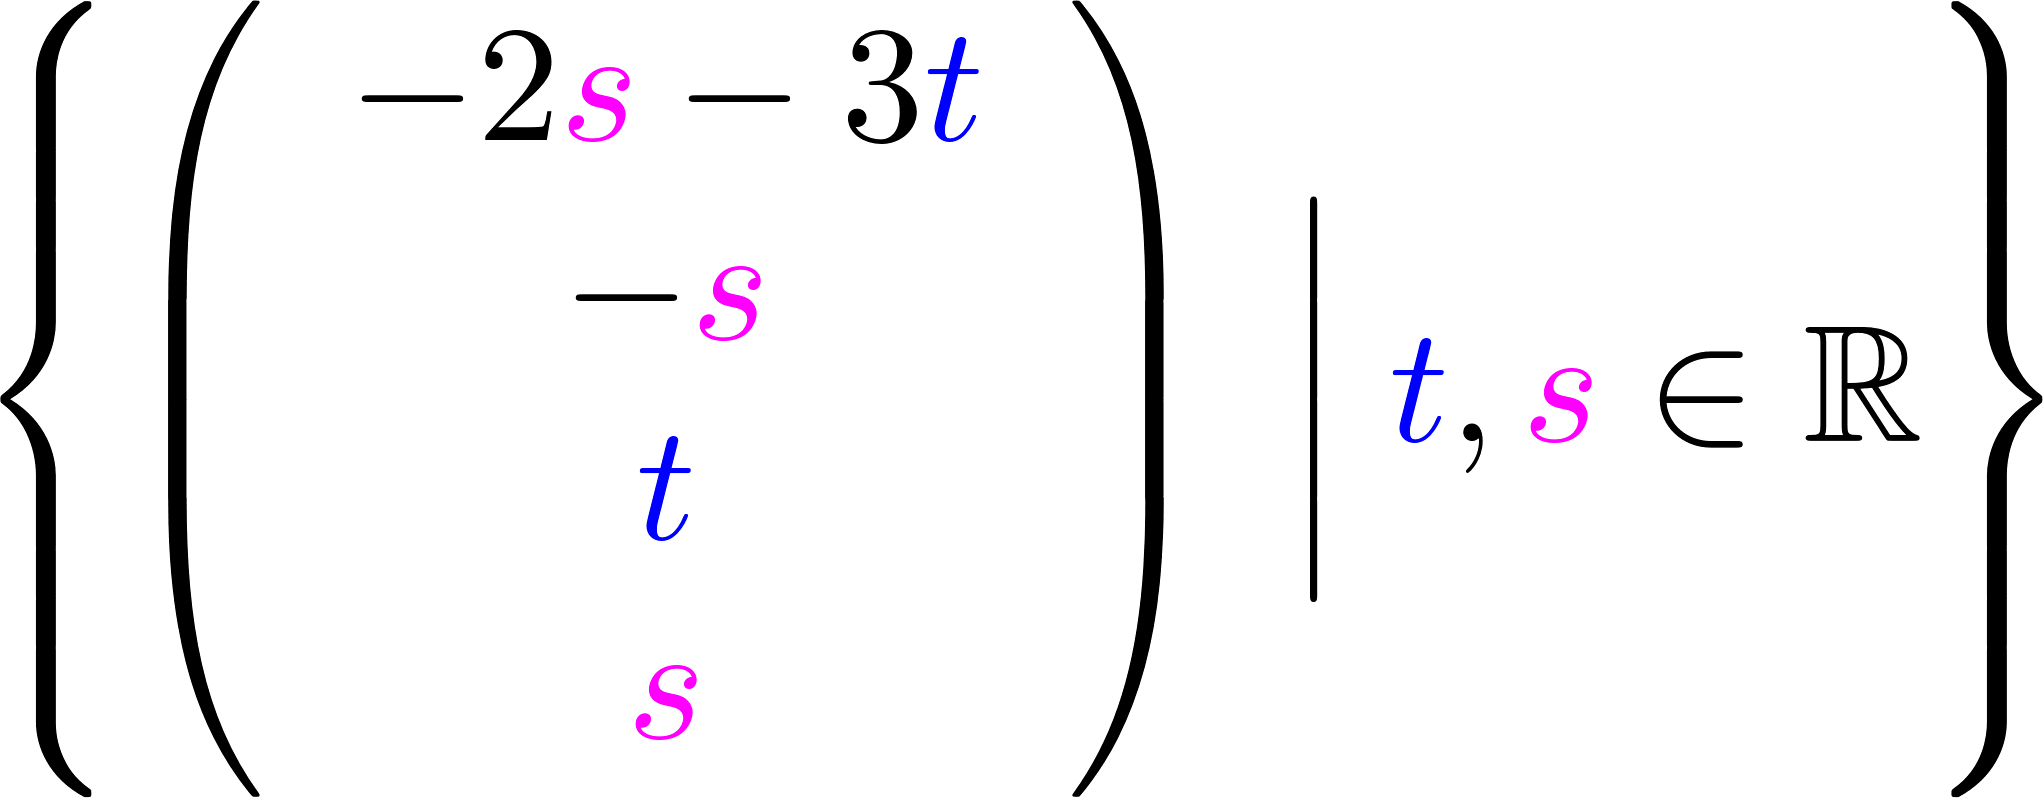 −2s − 3t
−s
t
s
| t, s ∈ ℝ